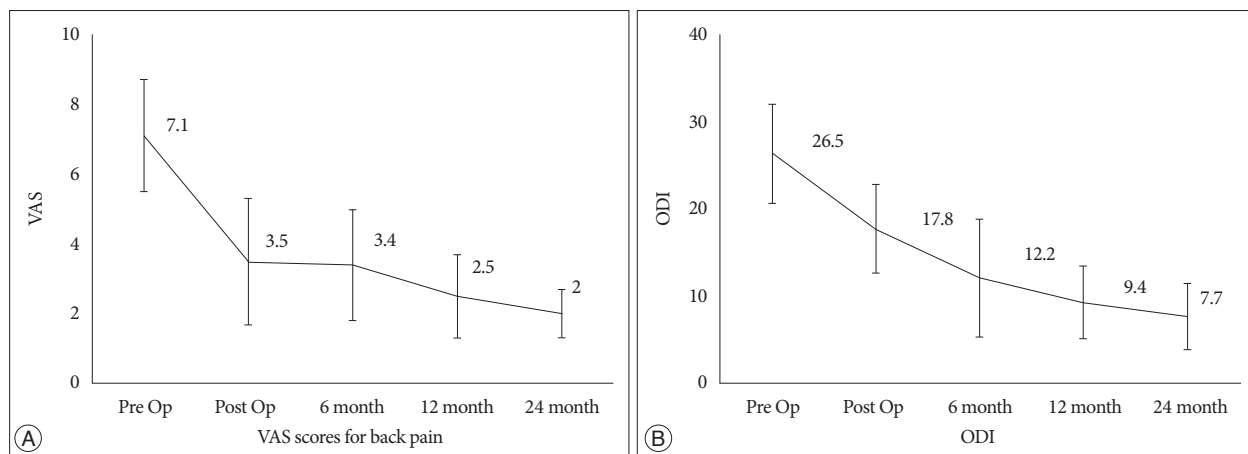 10
8
6
4
2
0
VAS
7.1
3.5
3.4
2.5
2
Pre Op Post Op 6 month 12 month 24 month
VAS scores for back pain
A
40
30
20
10
0
ODI
26.5
17.8
12.2
9.4
7.7
Pre Op Post Op 6 month 12 month 24 month
ODI
B